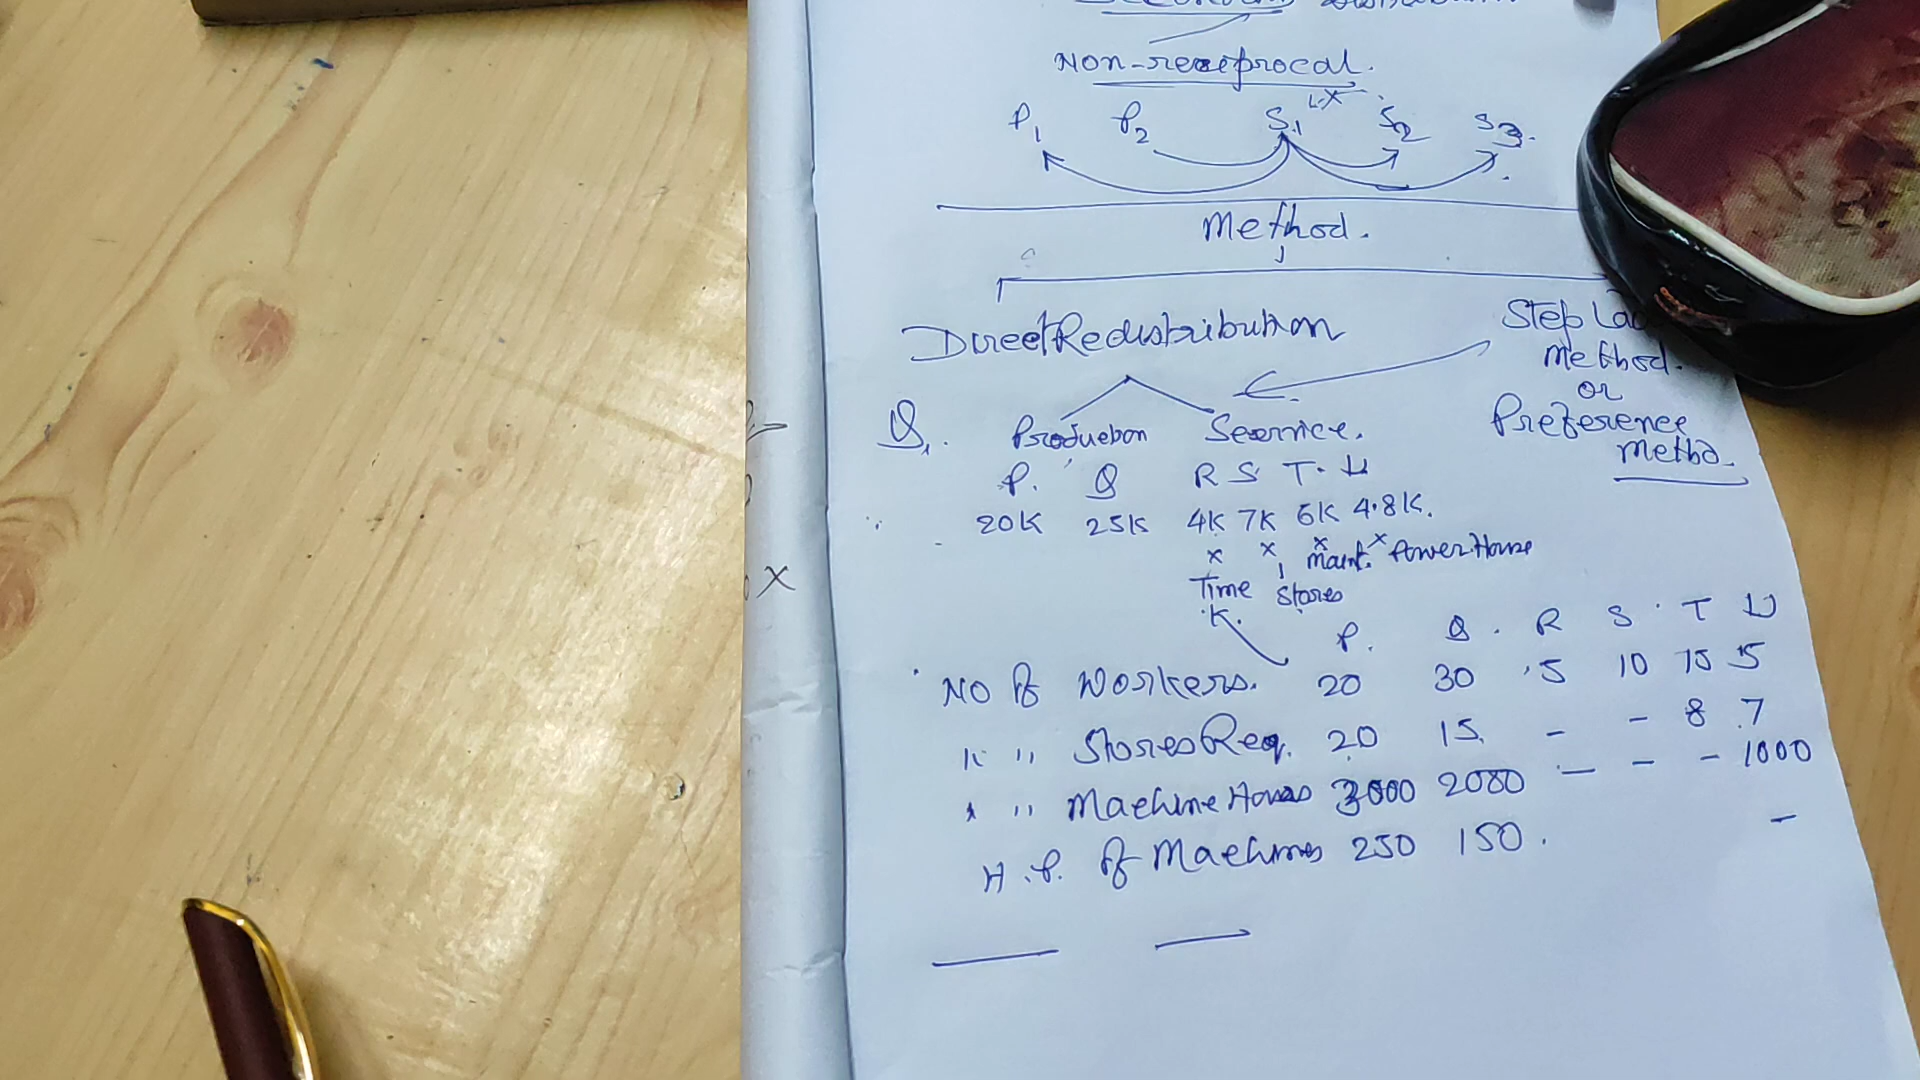 Non-reciprocal.
P1 P2 S1 S2 S3.
Method.
Direct Redistribution
Step
Method.
or
Preference
Metho.
Q1. Production Service.
P. Q R S T. U
20K 25K 4K 7K 6K 4.8K.
x x x x
Time K. Stores Maint. Power House
P. Q. R S T U
No of Workers. 20 30 5 10 15 5
" " Stores Req. 20 15. - - 8 7
" " Machine Hours 3000 2080 - - - 1000
H.P. of Machines 250 150. -